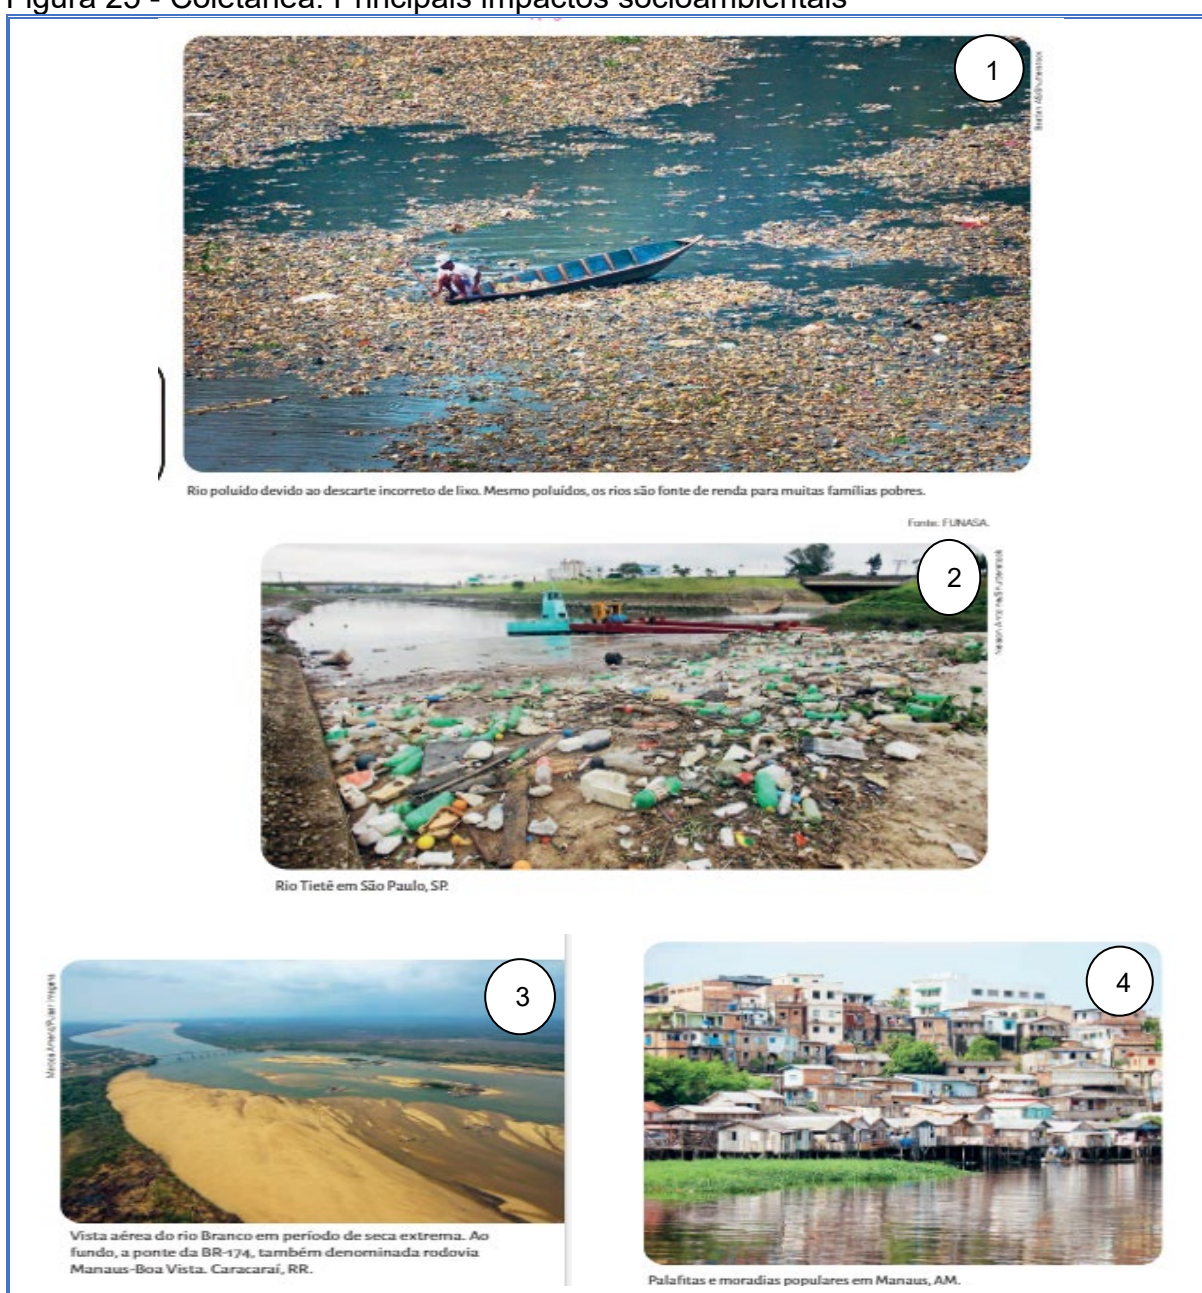 Figura 25 - Coletânea: Principais impactos socioambientais
1
Rio poluído devido ao descarte incorreto de lixo. Mesmo poluídos, os rios são fonte de renda para muitas famílias pobres.
Fonte: FUNASA.
2
Rio Tietê em São Paulo, SP.
3
Vista aérea do rio Branco em período de seca extrema. Ao
fundo, a ponte da BR-174, também denominada rodovia
Manaus-Boa Vista. Caracaraí, RR.
4
Palafitas e moradias populares em Manaus, AM.